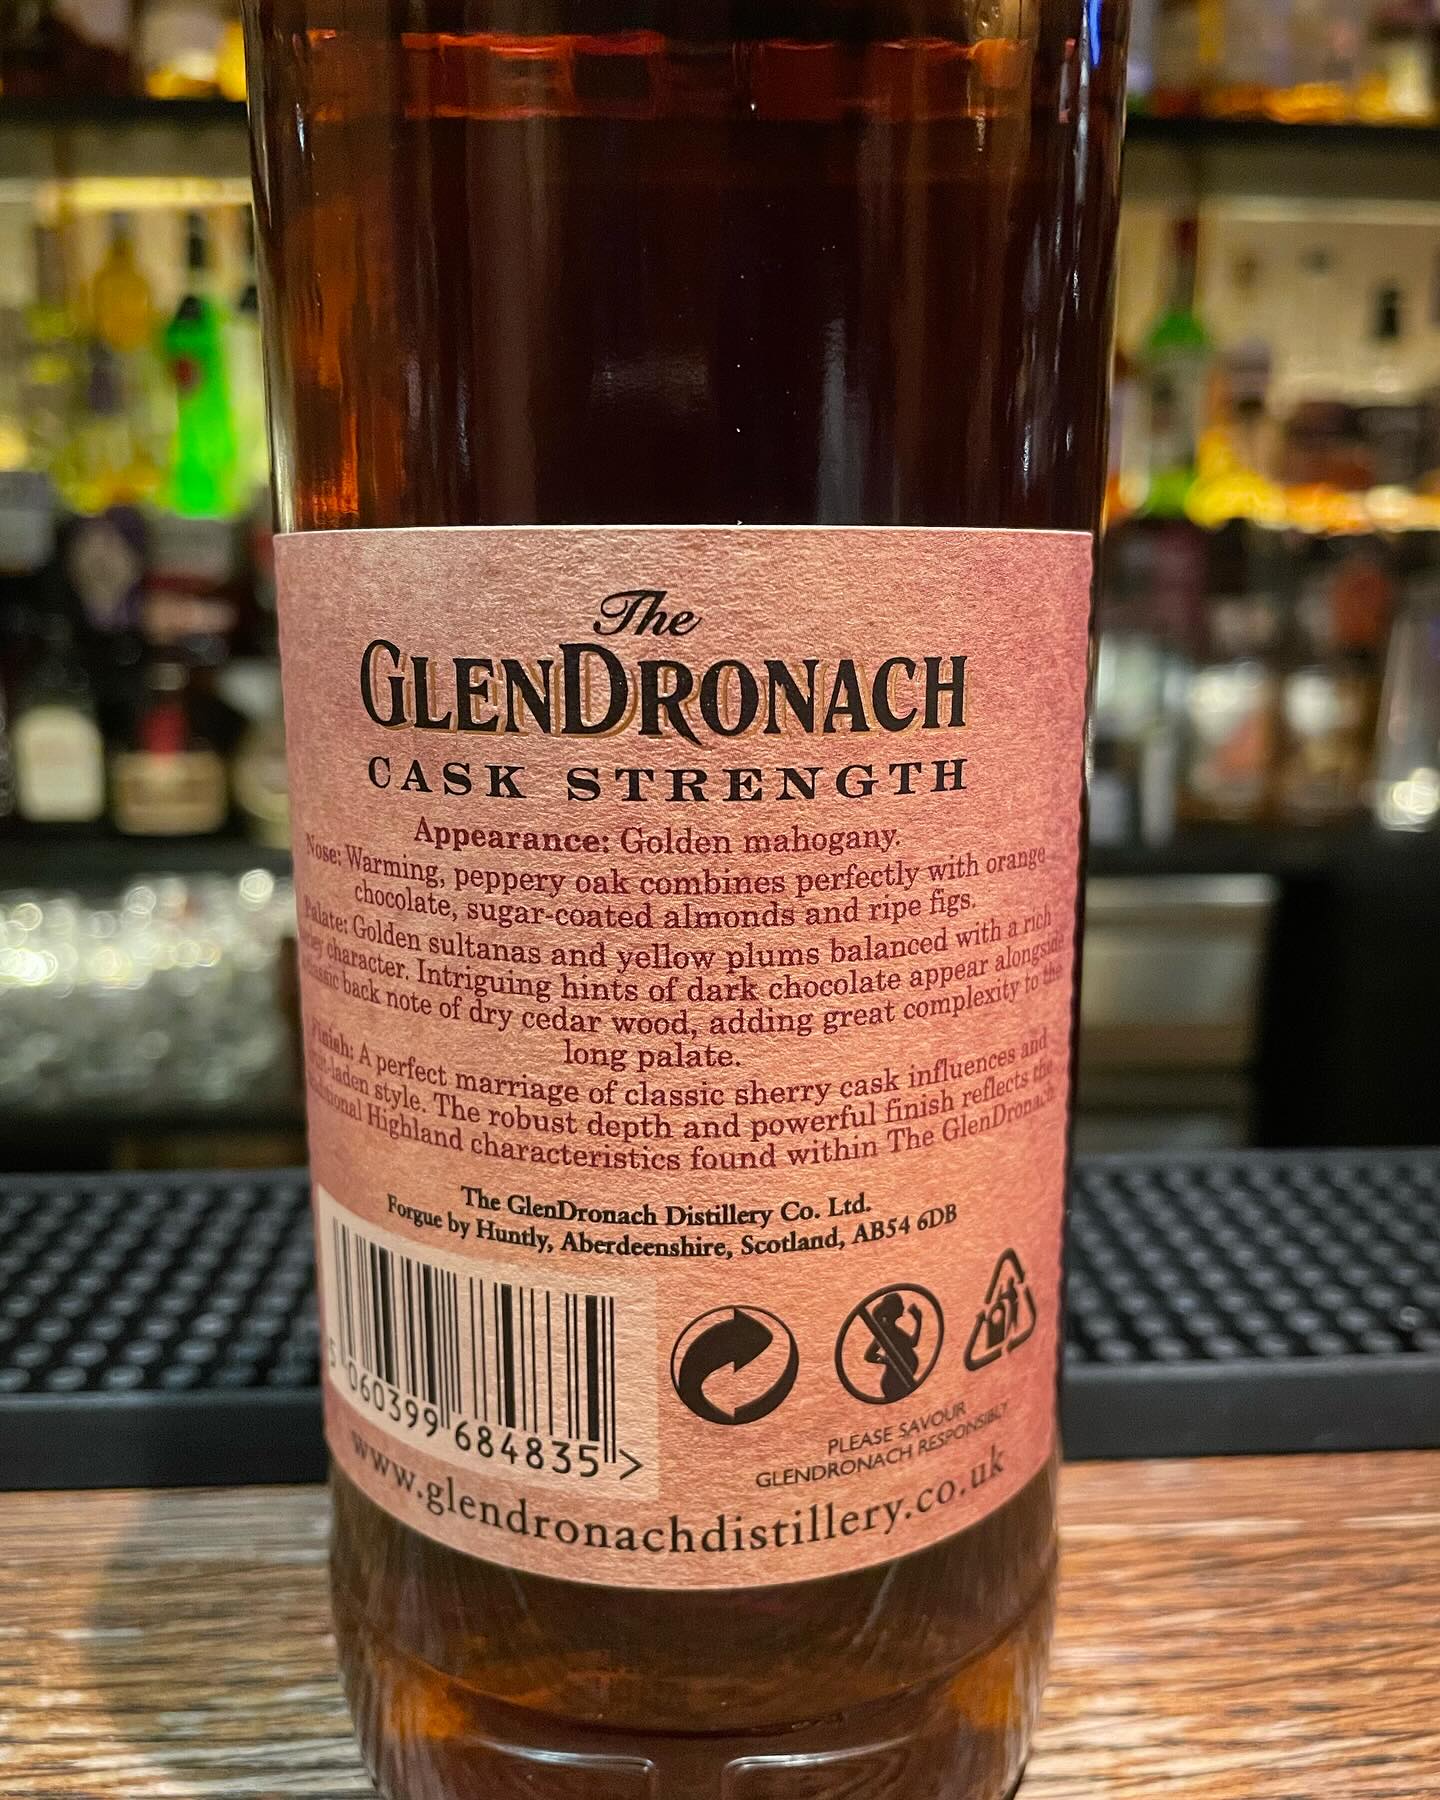 The
GLENDRONACH
CASK STRENGTH
Appearance: Golden mahogany.
Nose: Warming, peppery oak combines perfectly with orange
chocolate, sugar-coated almonds and ripe figs.
Palate: Golden sultanas and yellow plums balanced with a rich
character. Intriguing hints of dark chocolate appear alongside
classic back note of dry cedar wood, adding great complexity to the
long palate.
Finish: A perfect marriage of classic sherry cask influences and
fruit-laden style. The robust depth and powerful finish reflects the
traditional Highland characteristics found within The GlenDronach
The GlenDronach Distillery Co. Ltd.
Forgue by Huntly, Aberdeenshire, Scotland, AB54 6DB
5 060399 684835 >
PLEASE SAVOUR
GLENDRONACH RESPONSIBLY
www.glendronachdistillery.co.uk